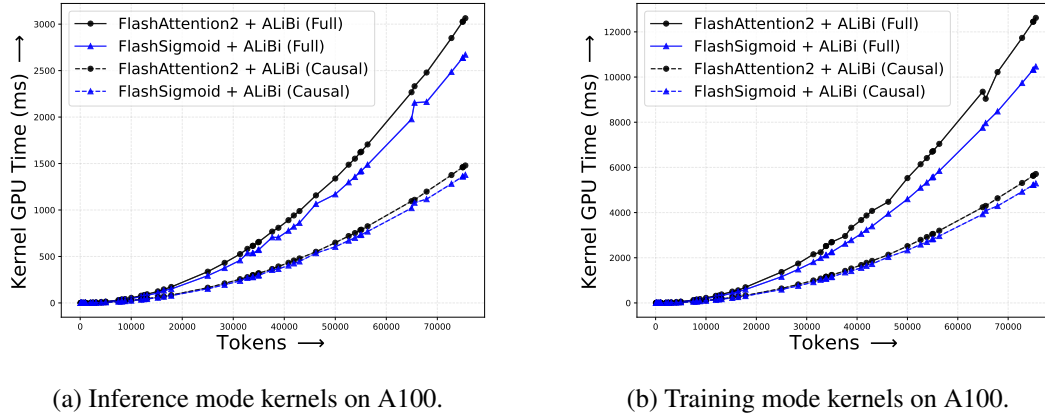 FlashAttention2 + ALiBi (Full)
FlashSigmoid + ALiBi (Full)
FlashAttention2 + ALiBi (Causal)
FlashSigmoid + ALiBi (Causal)
Kernel GPU Time (ms) ⟶
3000
2500
2000
1500
1000
500
0
0
10000
20000
30000
40000
50000
60000
70000
Tokens ⟶
(a) Inference mode kernels on A100.
FlashAttention2 + ALiBi (Full)
FlashSigmoid + ALiBi (Full)
FlashAttention2 + ALiBi (Causal)
FlashSigmoid + ALiBi (Causal)
Kernel GPU Time (ms) ⟶
12000
10000
8000
6000
4000
2000
0
0
10000
20000
30000
40000
50000
60000
70000
Tokens ⟶
(b) Training mode kernels on A100.